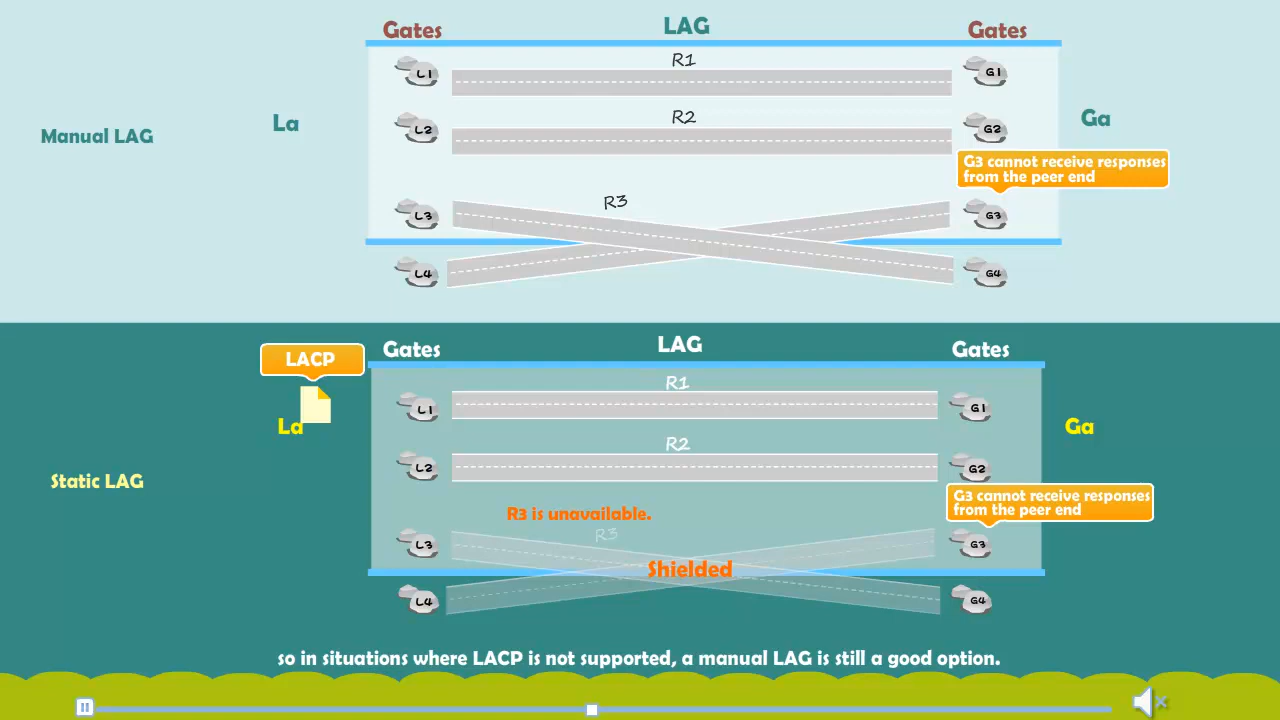 LAG
Gates
Gates
R1
L1
G1
La
Ga
R2
L2
G2
Manual LAG
G3 cannot receive responses
from the peer end
R3
L3
G3
L4
G4
LAG
Gates
Gates
LACP
R1
L1
G1
La
Ga
R2
L2
G2
Static LAG
G3 cannot receive responses
from the peer end
R3 is unavailable.
R3
L3
G3
Shielded
L4
G4
so in situations where LACP is not supported, a manual LAG is still a good option.